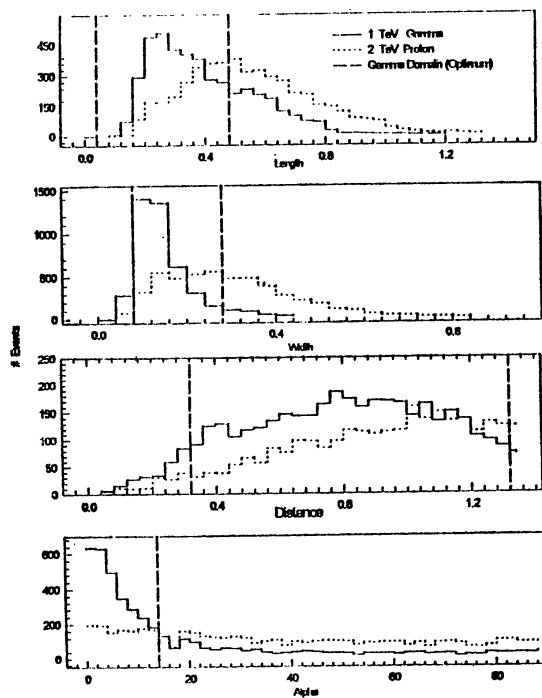 1 TeV Gamma
2 TeV Proton
Gamma Domain (Optimum)
450
300
150
0
0.0 0.4 0.8 1.2
Length
1500
1000
500
0
0.0 0.4 0.8
Width
# Events
250
200
150
100
50
0
0.0 0.4 0.8 1.2
Distance
600
400
200
0
0 20 40 60 80
Alpha